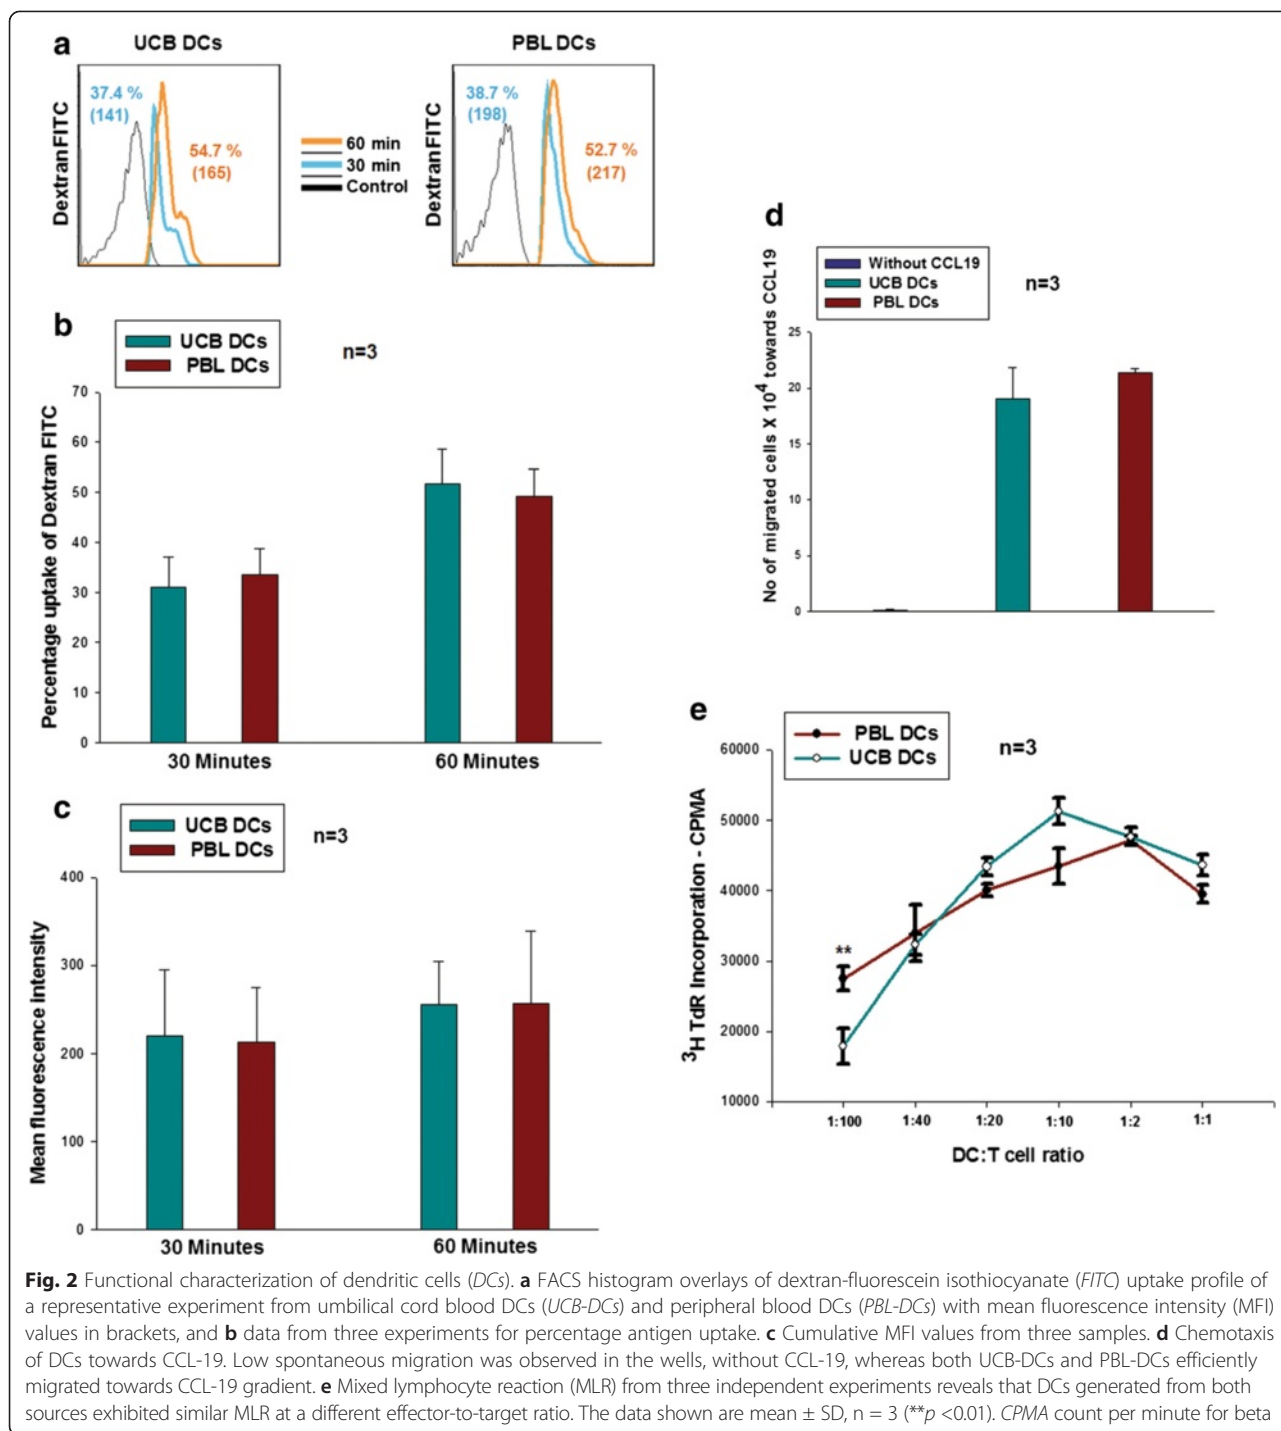 a
UCB DCs
PBL DCs
Dextran FITC
37.4 %
(141)
54.7 %
(165)
60 min
30 min
Control
Dextran FITC
38.7 %
(198)
52.7 %
(217)
b
UCB DCs
PBL DCs
n=3
Percentage uptake of Dextran FITC
70
60
50
40
30
20
10
0
30 Minutes
60 Minutes
c
UCB DCs
PBL DCs
n=3
Mean fluorescence intensity
400
300
200
100
0
30 Minutes
60 Minutes
d
Without CCL19
UCB DCs
PBL DCs
n=3
No of migrated cells X 10⁴ towards CCL19
25
20
15
10
5
0
e
PBL DCs
UCB DCs
n=3
³H TdR Incorporation - CPMA
60000
50000
40000
30000
20000
10000
**
1:100
1:40
1:20
1:10
1:2
1:1
DC:T cell ratio
Fig. 2 Functional characterization of dendritic cells (DCs). a FACS histogram overlays of dextran-fluorescein isothiocyanate (FITC) uptake profile of
a representative experiment from umbilical cord blood DCs (UCB-DCs) and peripheral blood DCs (PBL-DCs) with mean fluorescence intensity (MFI)
values in brackets, and b data from three experiments for percentage antigen uptake. c Cumulative MFI values from three samples. d Chemotaxis
of DCs towards CCL-19. Low spontaneous migration was observed in the wells, without CCL-19, whereas both UCB-DCs and PBL-DCs efficiently
migrated towards CCL-19 gradient. e Mixed lymphocyte reaction (MLR) from three independent experiments reveals that DCs generated from both
sources exhibited similar MLR at a different effector-to-target ratio. The data shown are mean ± SD, n = 3 (**p <0.01). CPMA count per minute for beta